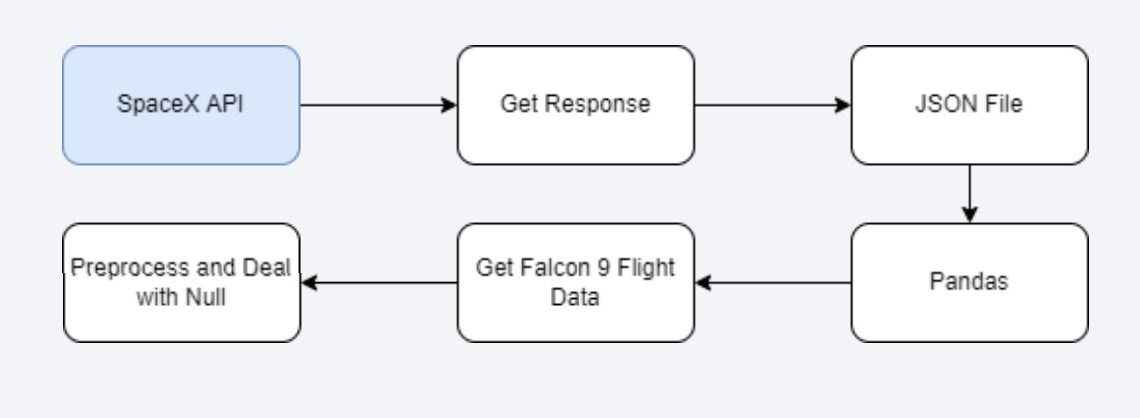 SpaceX API
Get Response
JSON File
Preprocess and Deal
with Null
Get Falcon 9 Flight
Data
Pandas